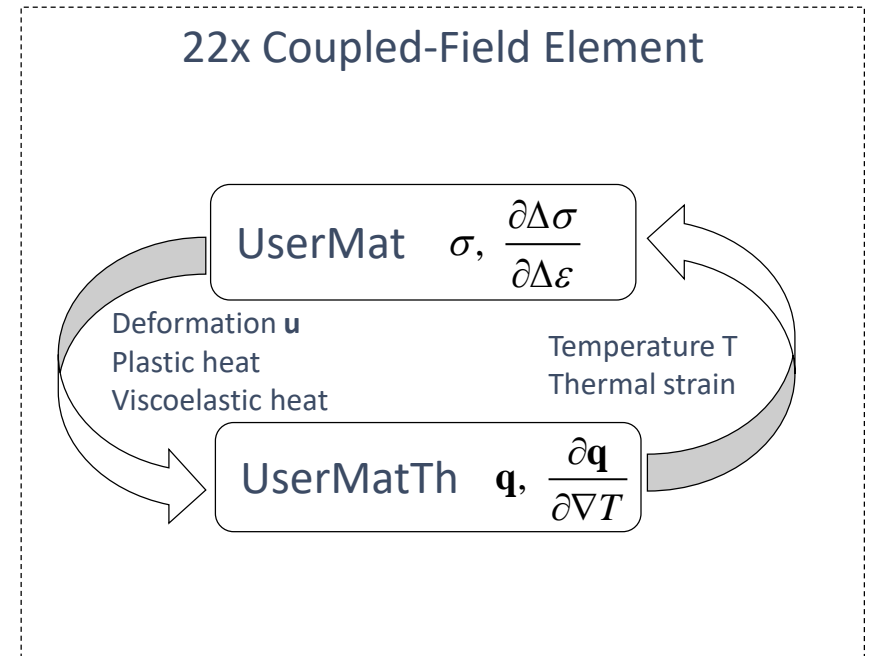 22x Coupled-Field Element
UserMat σ, ∂Δσ/∂Δε
Deformation u
Plastic heat
Viscoelastic heat
Temperature T
Thermal strain
UserMatTh q, ∂q/∂∇T